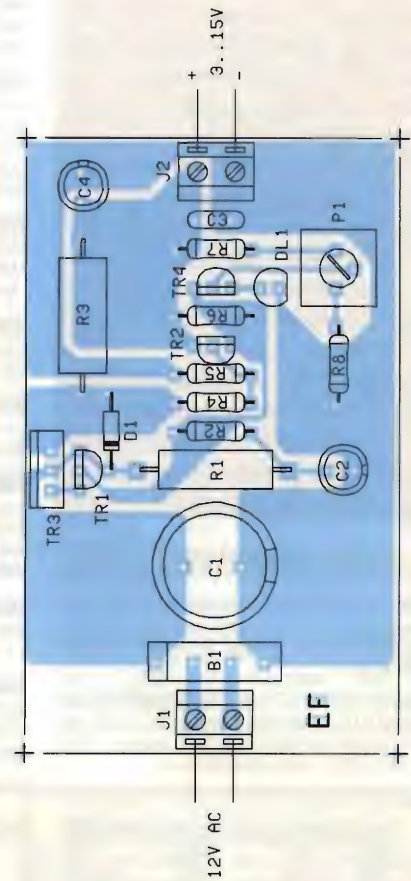 12V AC
J1
B1
EF
C1
TR3
TR1
D1
R1
C2
R2
R4
R5
R3
TR2
R6
TR4
R7
C3
DL1
R8
P1
C4
J2
+
3..15V
-